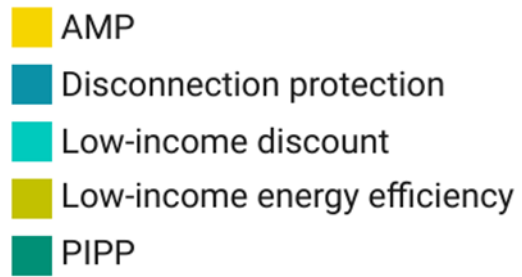 AMP
Disconnection protection
Low-income discount
Low-income energy efficiency
PIPP